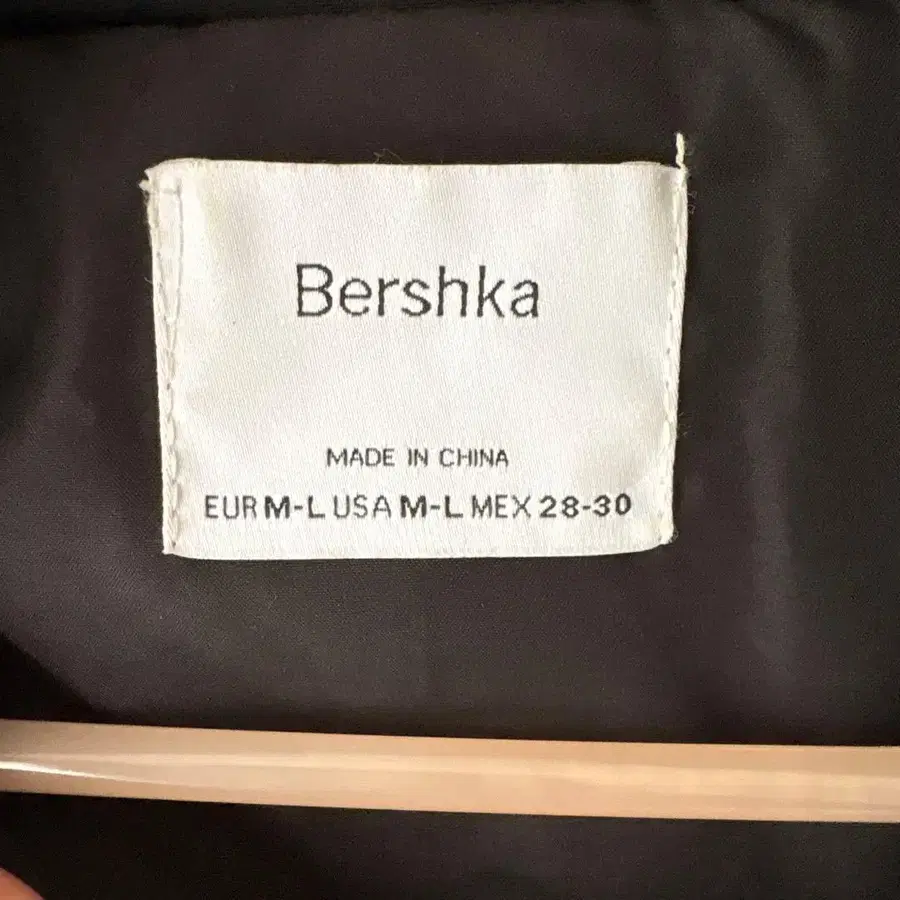 Bershka
MADE IN CHINA
EUR M-L USA M-L MEX 28-30